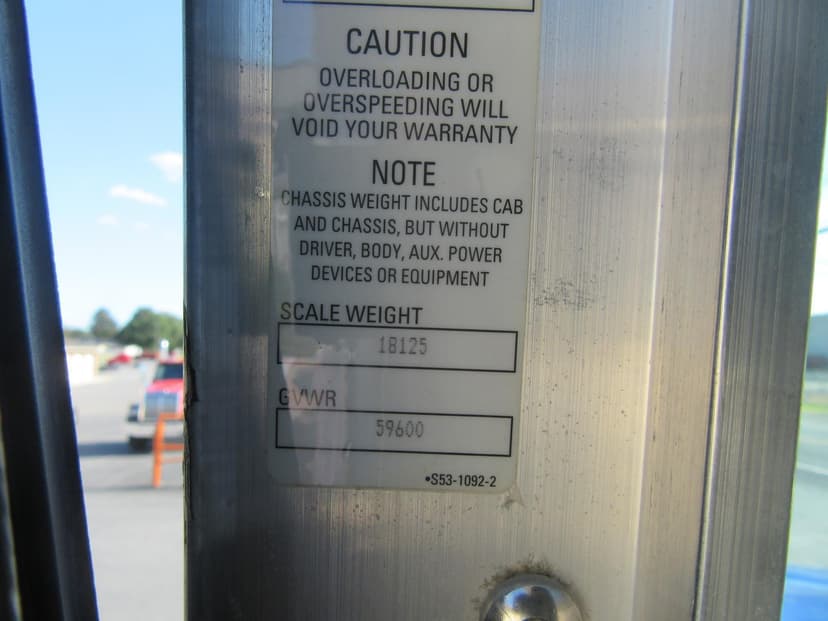 CAUTION
OVERLOADING OR
OVERSPEEDING WILL
VOID YOUR WARRANTY
NOTE
CHASSIS WEIGHT INCLUDES CAB
AND CHASSIS, BUT WITHOUT
DRIVER, BODY, AUX. POWER
DEVICES OR EQUIPMENT
SCALE WEIGHT
18125
GVWR
59600
•S53-1092-2